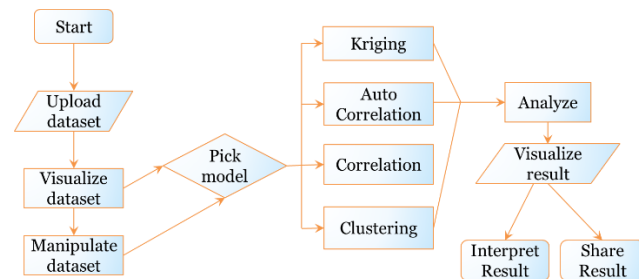 Start
Upload
dataset
Visualize
dataset
Manipulate
dataset
Pick
model
Kriging
Auto
Correlation
Correlation
Clustering
Analyze
Visualize
result
Interpret
Result
Share
Result